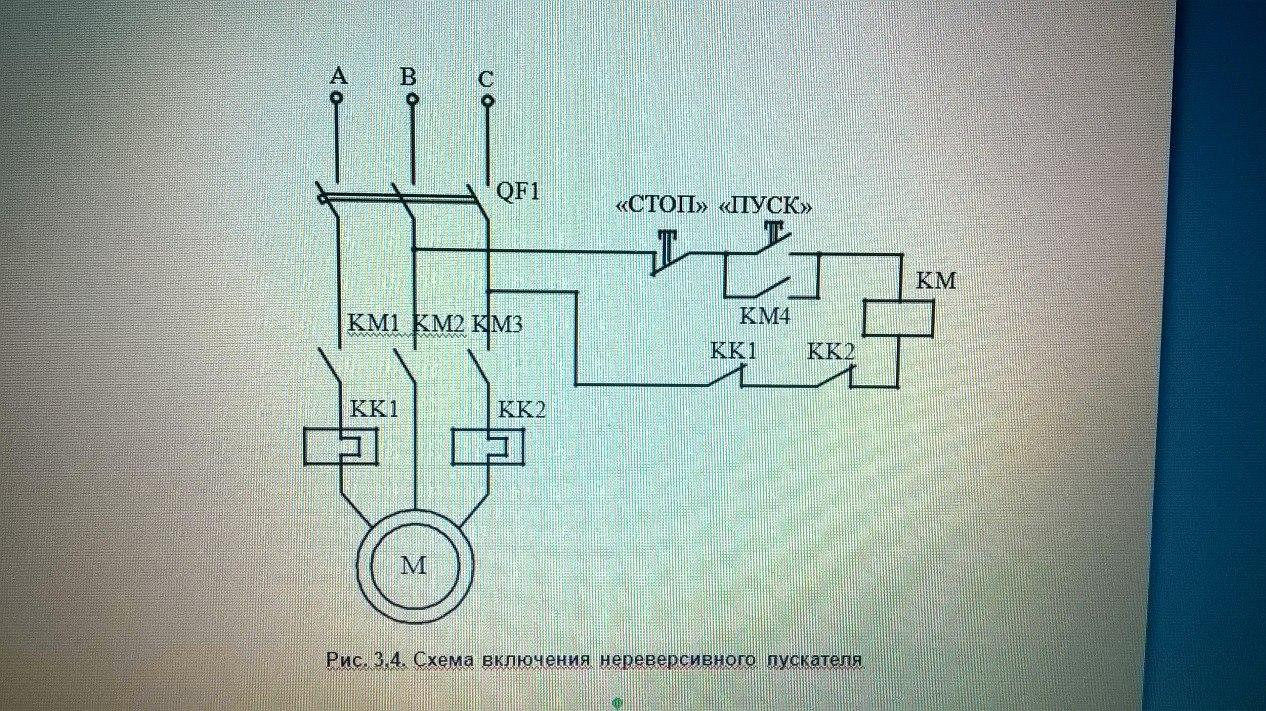 A B C
QF1
«СТОП» «ПУСК»
KM
KM1 KM2 KM3
KM4
KK1 KK2
KK1 KK2
M
Рис. 3.4. Схема включения нереверсивного пускателя